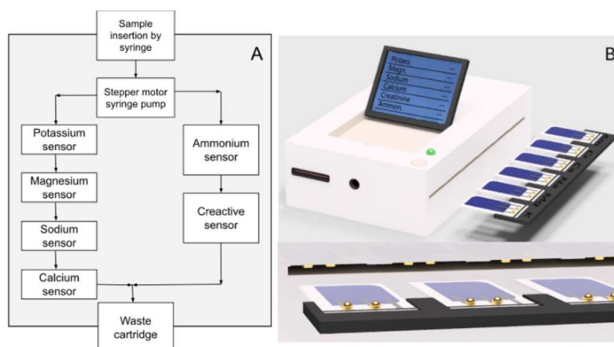 Sample
insertion by
syringe
A
Stepper motor
syringe pump
Potassium
sensor
Ammonium
sensor
Magnesium
sensor
Creactive
sensor
Sodium
sensor
Calcium
sensor
Waste
cartridge
B
Potass.
Magn.
Sodium
Calcium
Creatinine
Ammon.